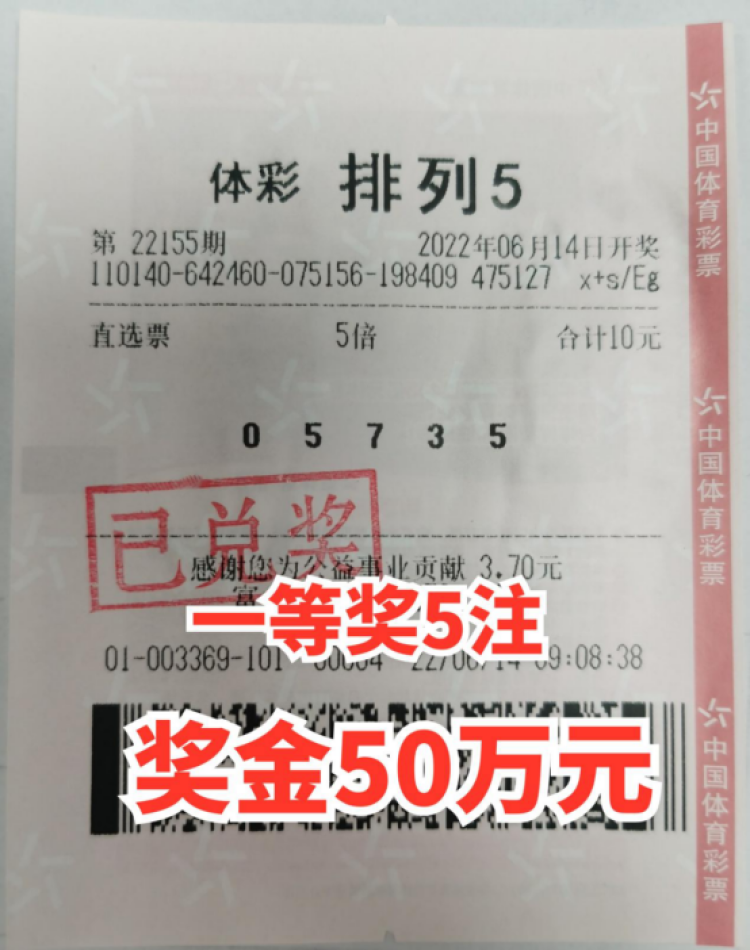 体彩 排列5
第 22155期 2022年06月14日开奖
110140-642460-075156-198409 475127 x+s/Eg
直选票 5倍 合计10元
0 5 7 3 5
已兑奖
感谢您为公益事业贡献 3.70元
富
一等奖5注
01-003369-101 22/06/14 09:08:38
奖金50万元
中国体育彩票
中国体育彩票
中国体育彩票